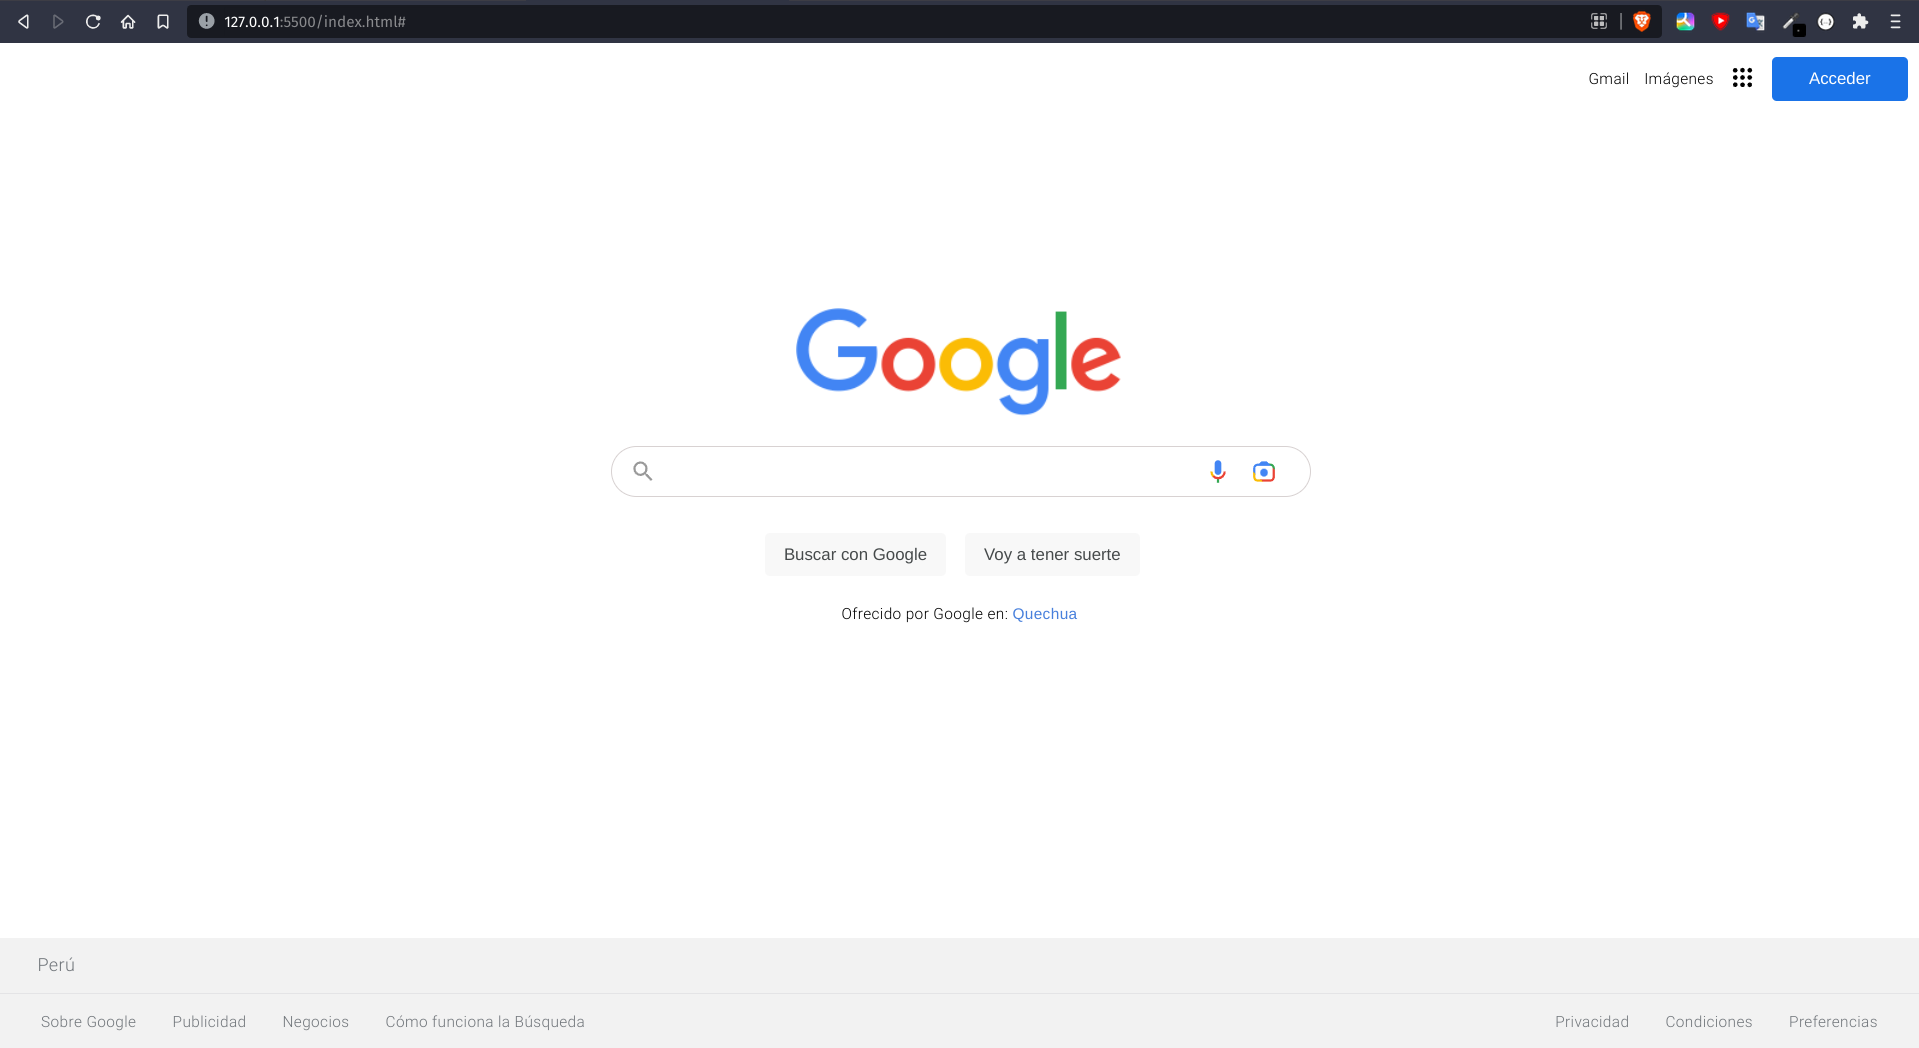 127.0.0.1:5500/index.html#
Gmail Imágenes Acceder
Google
Buscar con Google Voy a tener suerte
Ofrecido por Google en: Quechua
Perú
Sobre Google Publicidad Negocios Cómo funciona la Búsqueda Privacidad Condiciones Preferencias